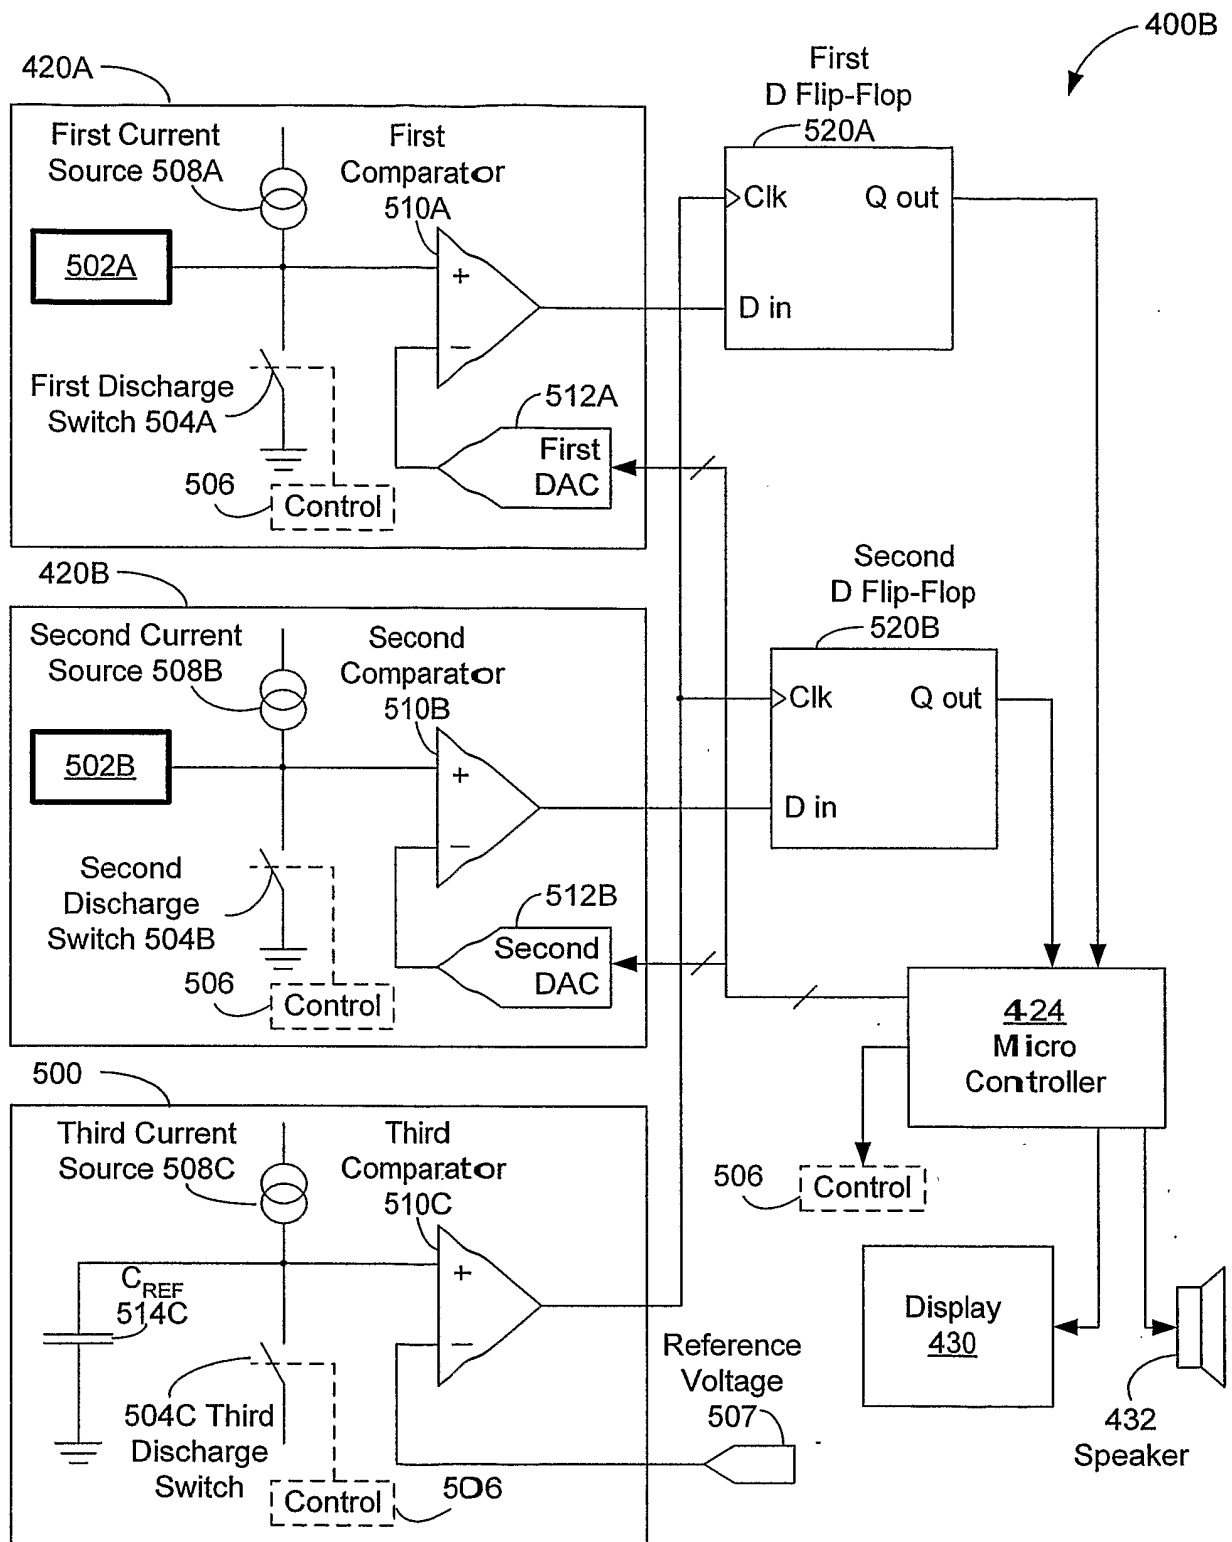 400B
420A
First Current
Source 508A
First
Comparator
510A
502A
+
−
First Discharge
Switch 504A
512A
First
DAC
506
Control
First
D Flip-Flop
520A
Clk
Q out
D in
420B
Second Current
Source 508B
Second
Comparator
510B
502B
+
−
Second
Discharge
Switch 504B
512B
Second
DAC
506
Control
Second
D Flip-Flop
520B
Clk
Q out
D in
424
Micro
Controller
506
Control
500
Third Current
Source 508C
Third
Comparator
510C
CREF
514C
+
−
504C Third
Discharge
Switch
Control
506
Reference
Voltage
507
Display
430
432
Speaker